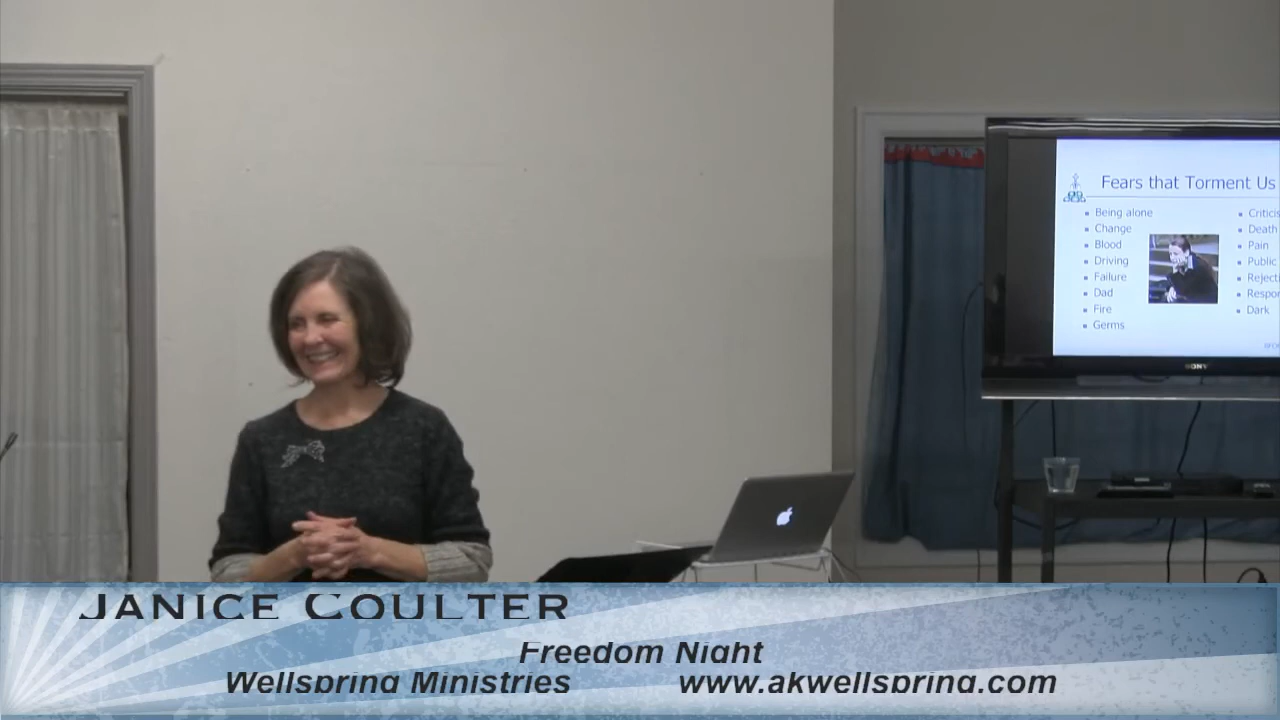 Fears that Torment Us
Being alone
Change
Blood
Driving
Failure
Dad
Fire
Germs
Death
Pain
Public
Dark
SONY
JANICE COULTER
Freedom Night
Wellspring Ministries www.akwellspring.com